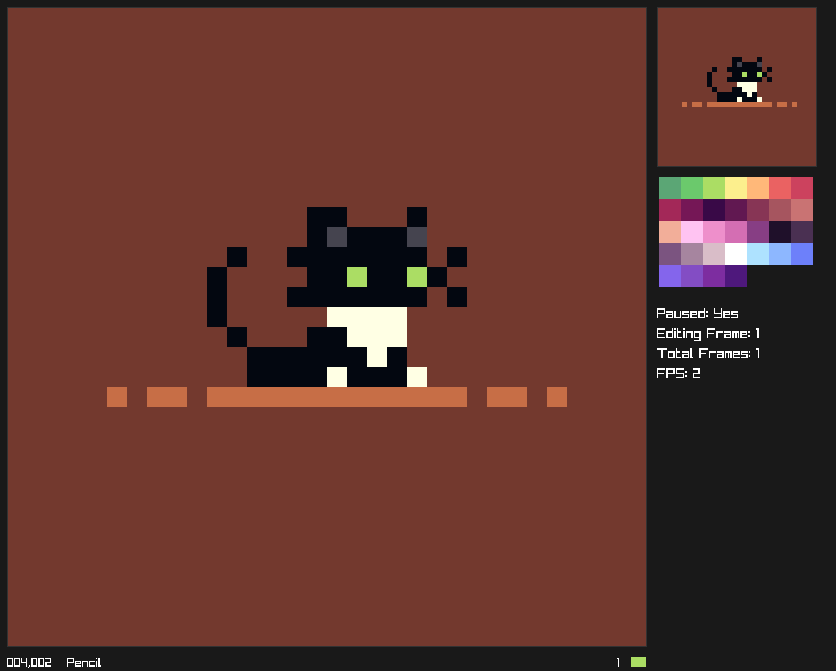 Paused: Yes
Editing Frame: 1
Total Frames: 1
FPS: 2
004,002 Pencil 1